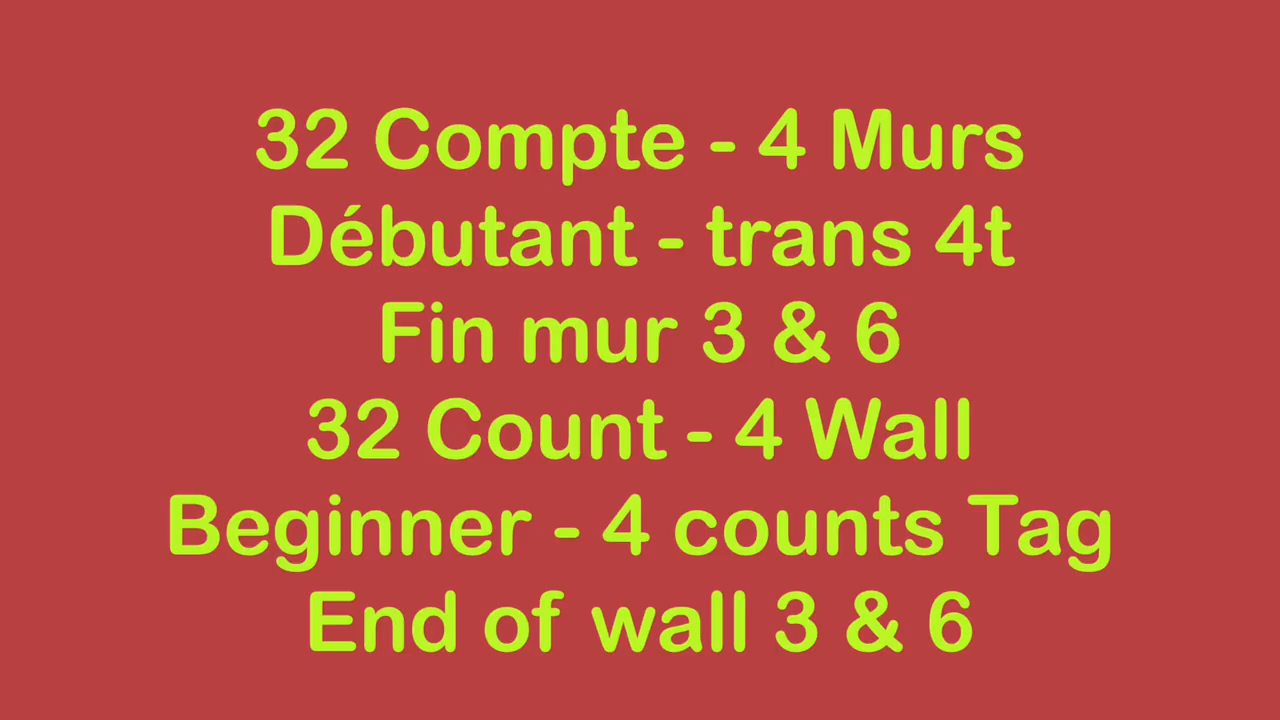 32 Compte - 4 Murs
Débutant - trans 4t
Fin mur 3 & 6
32 Count - 4 Wall
Beginner - 4 counts Tag
End of wall 3 & 6